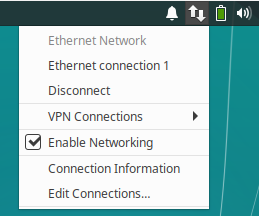 Ethernet Network
Ethernet connection 1
Disconnect
VPN Connections
Enable Networking
Connection Information
Edit Connections...